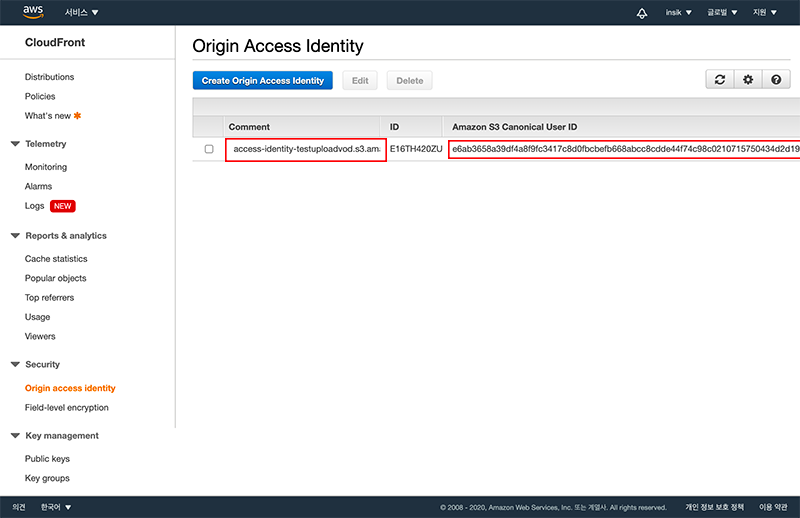 aws 서비스 insik 글로벌 지원
CloudFront
Distributions
Policies
What's new
Telemetry
Monitoring
Alarms
Logs NEW
Reports & analytics
Cache statistics
Popular objects
Top referrers
Usage
Viewers
Security
Origin access identity
Field-level encryption
Key management
Public keys
Key groups
Origin Access Identity
Create Origin Access Identity Edit Delete
Comment ID Amazon S3 Canonical User ID
access-identity-testuploadvod.s3.ama E16TH420ZU e6ab3658a39df4a8f9fc3417c8d0fbcbefb668abcc8cdde44f74c98c0210715750434d2d19
의견 한국어 © 2008 - 2020, Amazon Web Services, Inc. 또는 계열사. All rights reserved. 개인 정보 보호 정책 이용 약관